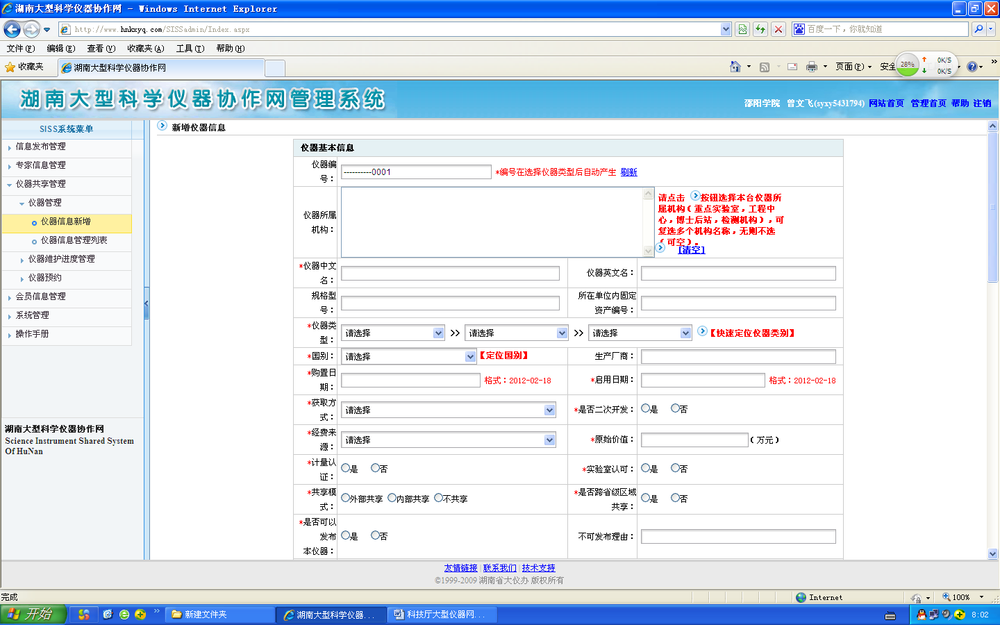 湖南大型科学仪器协作网 - Windows Internet Explorer
http://www.hnkxyq.com/SISSadmin/Index.aspx
百度一下，你就知道
文件(F) 编辑(E) 查看(V) 收藏夹(A) 工具(T) 帮助(H)
收藏夹 湖南大型科学仪器协作网 页面(P) 安全 28% 0K/S
0K/S
湖南大型科学仪器协作网管理系统
邵阳学院 曾文飞(syxy5431794) 网站首页 管理首页 帮助 注销
SISS系统菜单
信息发布管理
专家信息管理
仪器共享管理
仪器管理
仪器信息新增
仪器信息管理列表
仪器维护进度管理
仪器预约
会员信息管理
系统管理
操作手册
湖南大型科学仪器协作网
Science Instrument Shared System
Of HuNan
新增仪器信息
仪器基本信息
仪器编
号： ----------0001 *编号在选择仪器类型后自动产生 刷新
仪器所属
机构：
请点击 按钮选择本台仪器所
属机构（重点实验室，工程中
心，博士后站，检测机构），可
复选多个机构名称，无则不选
（可空）。
[清空]
*仪器中文
名： 仪器英文名：
规格型
号： 所在单位内固定
资产编号：
*仪器类
型： 请选择 >> 请选择 >> 请选择 【快速定位仪器类别】
*国别： 请选择 【定位国别】 生产厂商：
*购置日
期： 格式：2012-02-18 *启用日期： 格式：2012-02-18
*获取方
式： 请选择 *是否二次开发： 是 否
*经费来
源： 请选择 *原始价值： （万元）
*计量认
证： 是 否 *实验室认可： 是 否
*共享模
式： 外部共享 内部共享 不共享 *是否跨省级区域
共享： 是 否
*是否可以
发布
本仪器： 是 否 不可发布理由：
友情链接 | 联系我们 | 技术支持
©1999-2009 湖南省大仪办 版权所有
完成 Internet 100%
开始 新建文件夹 湖南大型科学仪器... 科技厅大型仪器网... 8:02